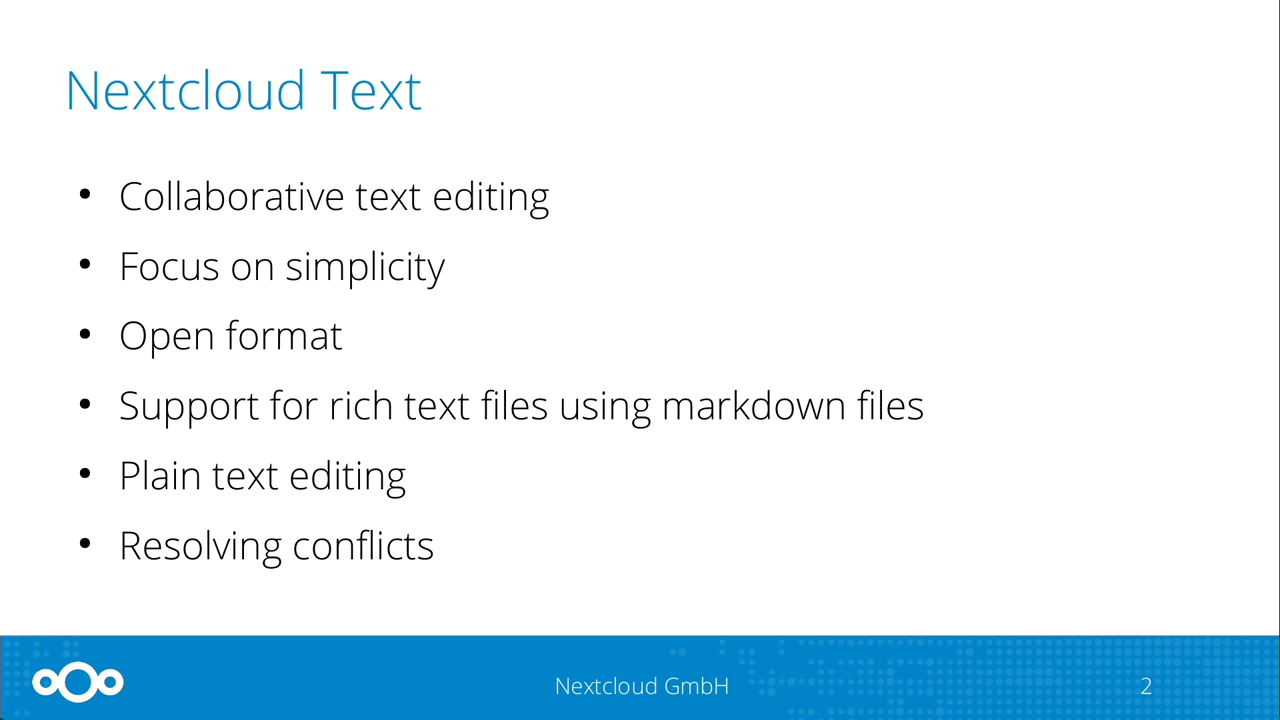 Nextcloud Text
• Collaborative text editing
• Focus on simplicity
• Open format
• Support for rich text files using markdown files
• Plain text editing
• Resolving conflicts
Nextcloud GmbH
2